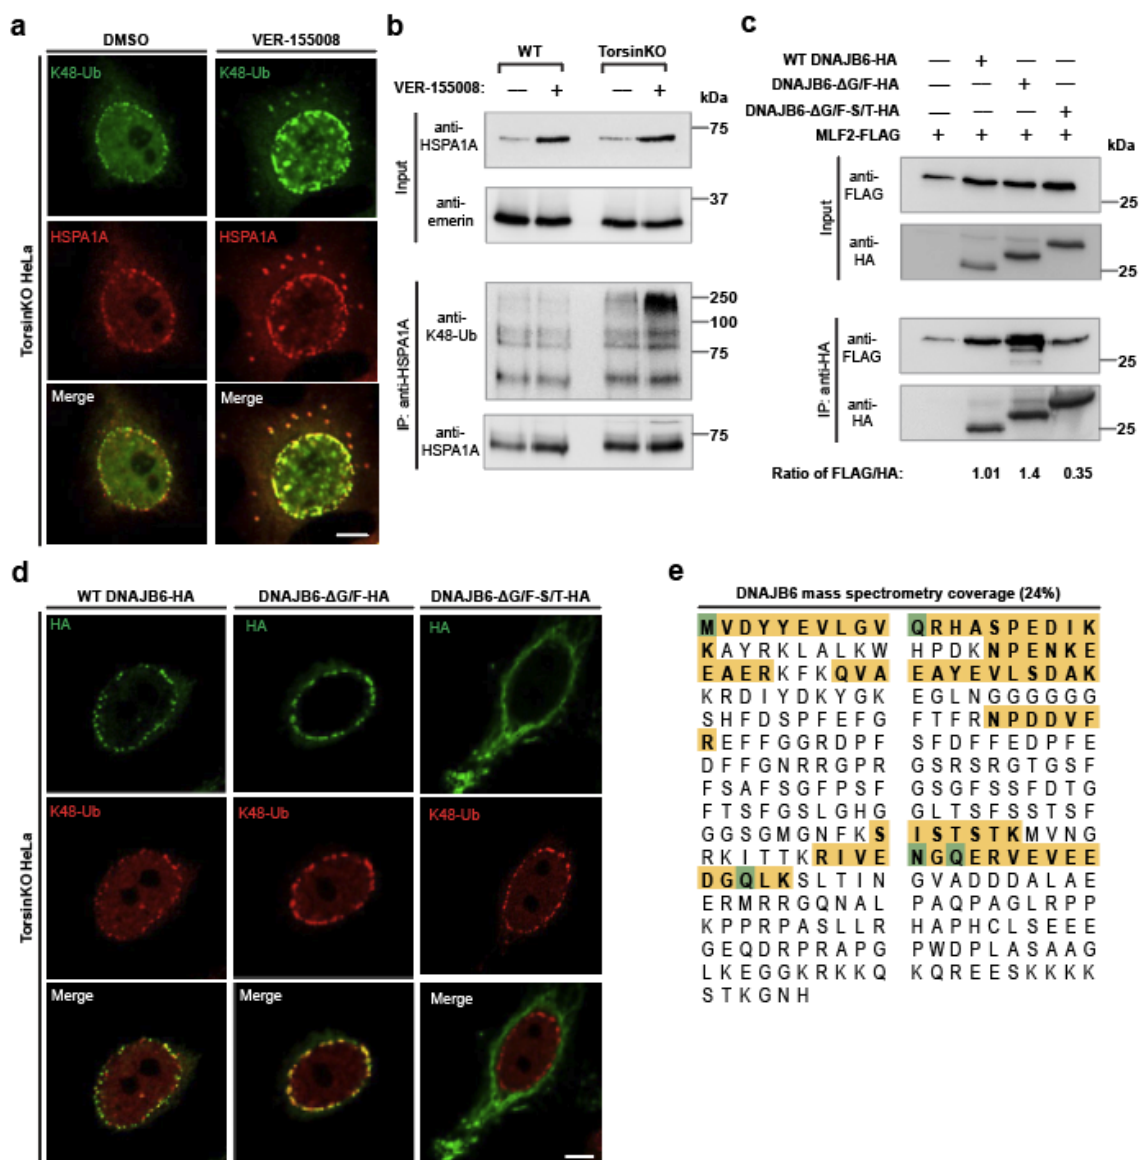 a
DMSO
VER-155008
K48-Ub
K48-Ub
HSPA1A
HSPA1A
Merge
Merge
TorsinKO HeLa
b
WT
TorsinKO
VER-155008:
—
+
—
+
kDa
Input
anti-
HSPA1A
75
anti-
emerin
37
IP: anti-HSPA1A
anti-
K48-Ub
250
100
75
anti-
HSPA1A
75
c
WT DNAJB6-HA
— + — —
DNAJB6-ΔG/F-HA
— — + —
DNAJB6-ΔG/F-S/T-HA
— — — +
MLF2-FLAG
+ + + +
kDa
Input
anti-
FLAG
25
anti-
HA
25
IP: anti-HA
anti-
FLAG
25
anti-
HA
25
Ratio of FLAG/HA: 1.01 1.4 0.35
d
WT DNAJB6-HA
DNAJB6-ΔG/F-HA
DNAJB6-ΔG/F-S/T-HA
HA
HA
HA
K48-Ub
K48-Ub
K48-Ub
Merge
Merge
Merge
TorsinKO HeLa
e
DNAJB6 mass spectrometry coverage (24%)
M V D Y Y E V L G V Q R H A S P E D I K
K A Y R K L A L K W H P D K N P E N K E
E A E R K F K Q V A E A Y E V L S D A K
K R D I Y D K Y G K E G L N G G G G G G
S H F D S P F E F G F T F R N P D D V F
R E F F G G R D P F S F D F F E D P F E
D F F G N R R G P R G S R S R G T G S F
F S A F S G F P S F G S G F S S F D T G
F T S F G S L G H G G L T S F S S T S F
G G S G M G N F K S I S T S T K M V N G
R K I T T K R I V E N G Q E R V E V E E
D G Q L K S L T I N G V A D D D A L A E
E R M R R G Q N A L P A Q P A G L R P P
K P P R P A S L L R H A P H C L S E E E
G E Q D R P R A P G P W D P L A S A A G
L K E G G K R K K Q K Q R E E S K K K K
S T K G N H